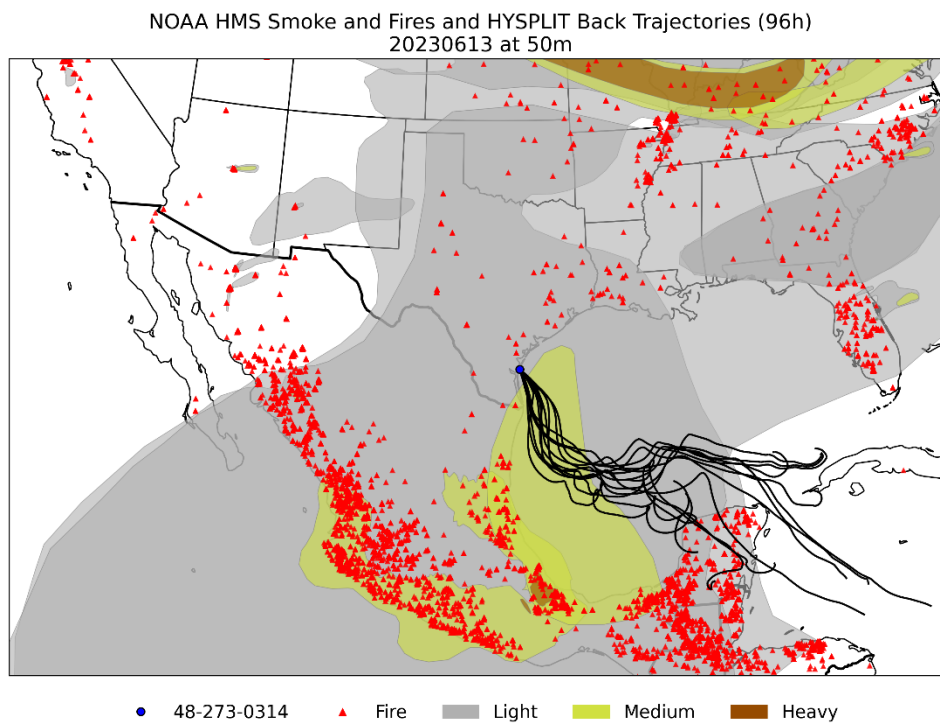 NOAA HMS Smoke and Fires and HYSPLIT Back Trajectories (96h)
20230613 at 50m
48-273-0314 Fire Light Medium Heavy